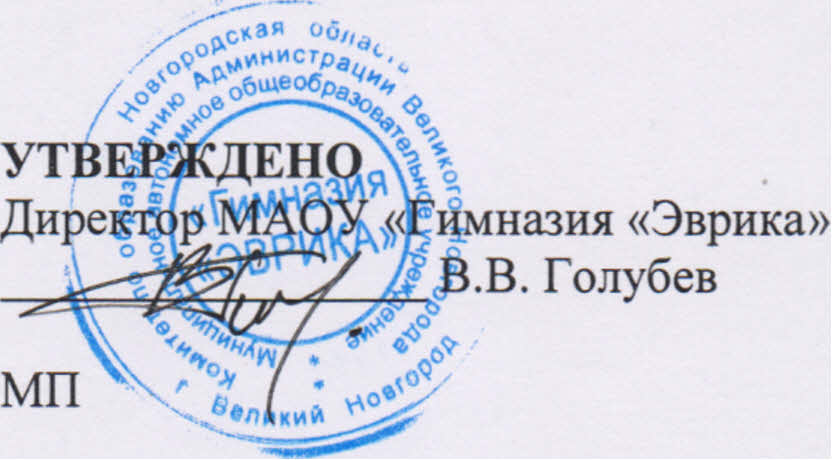 УТВЕРЖДЕНО
Директор МАОУ «Гимназия «Эврика»
В.В. Голубев
МП
Новгородская область
г Великий Новгород
Комитет по образованию Администрации Великого Новгорода
Муниципальное автономное общеобразовательное учреждение
«Гимназия
«ЭВРИКА»